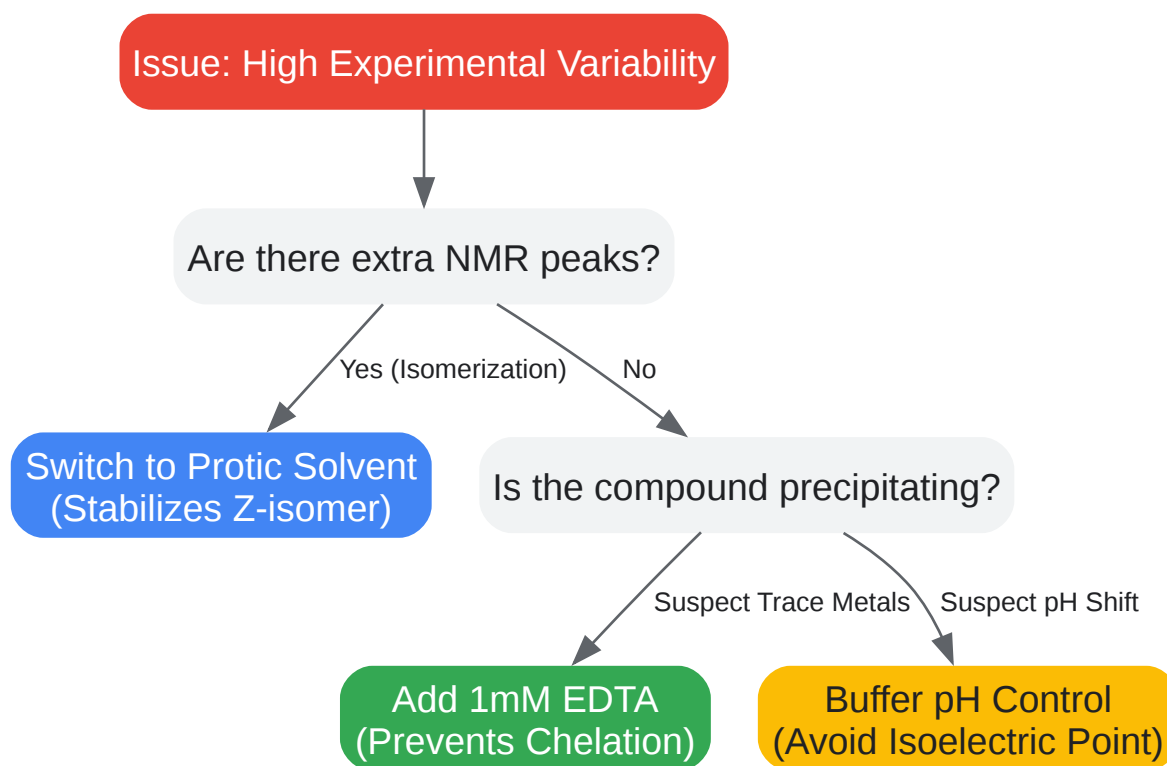 Issue: High Experimental Variability
Are there extra NMR peaks?
Yes (Isomerization)
No
Switch to Protic Solvent
(Stabilizes Z-isomer)
Is the compound precipitating?
Suspect Trace Metals
Suspect pH Shift
Add 1mM EDTA
(Prevents Chelation)
Buffer pH Control
(Avoid Isoelectric Point)